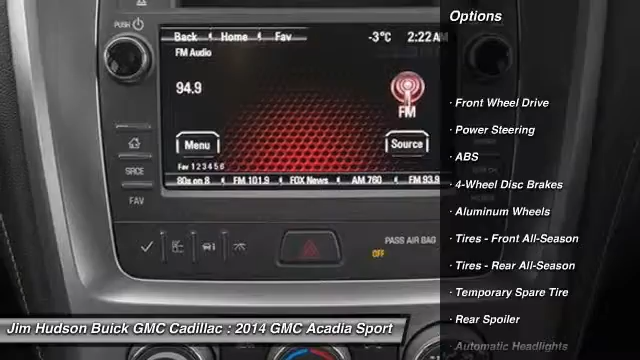 PUSH
Back Home Fav -3°C 2:22 AM
FM Audio
94.9
FM
Menu
Source
Fav 1 2 3 4 5 6
80s on 8 FM 101.9 FOX News AM 760 FM 93.9
SRCE
FAV
PASS AIR BAG
OFF
Options
· Front Wheel Drive
· Power Steering
· ABS
· 4-Wheel Disc Brakes
· Aluminum Wheels
· Tires - Front All-Season
· Tires - Rear All-Season
· Temporary Spare Tire
· Rear Spoiler
· Automatic Headlights
Jim Hudson Buick GMC Cadillac : 2014 GMC Acadia Sport